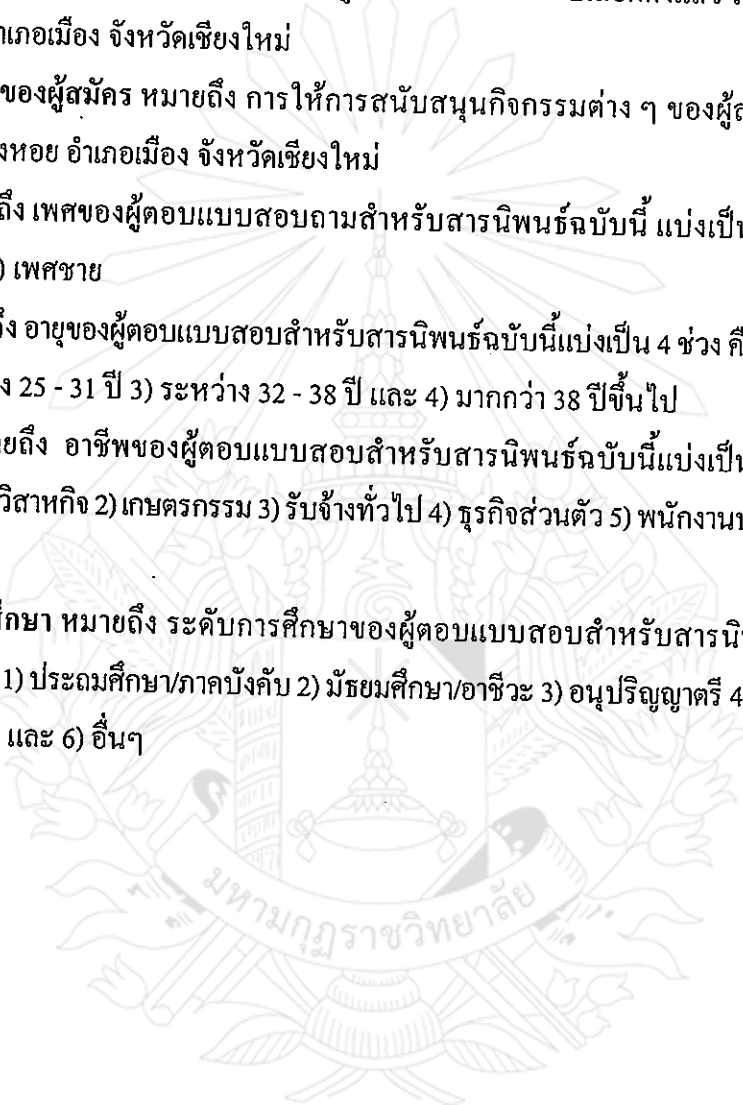 ำเภอเมือง จังหวัดเชียงใหม่
ของผู้สมัคร หมายถึง การให้การสนับสนุนกิจกรรมต่าง ๆ ของผู้ส
งหอย อำเภอเมือง จังหวัดเชียงใหม่
ถึง เพศของผู้ตอบแบบสอบถามสำหรับสารนิพนธ์ฉบับนี้ แบ่งเป็น
) เพศชาย
ถึง อายุของผู้ตอบแบบสอบสำหรับสารนิพนธ์ฉบับนี้แบ่งเป็น 4 ช่วง คื
ง 25 - 31 ปี 3) ระหว่าง 32 - 38 ปี และ 4) มากกว่า 38 ปีขึ้นไป
ยถึง อาชีพของผู้ตอบแบบสอบสำหรับสารนิพนธ์ฉบับนี้แบ่งเป็น
วิสาหกิจ 2) เกษตรกรรม 3) รับจ้างทั่วไป 4) ธุรกิจส่วนตัว 5) พนักงานบ
ศึกษา หมายถึง ระดับการศึกษาของผู้ตอบแบบสอบสำหรับสารนิ
1) ประถมศึกษา/ภาคบังคับ 2) มัธยมศึกษา/อาชีวะ 3) อนุปริญญาตรี 4
และ 6) อื่นๆ
มหามกุฏราชวิทยาลัย